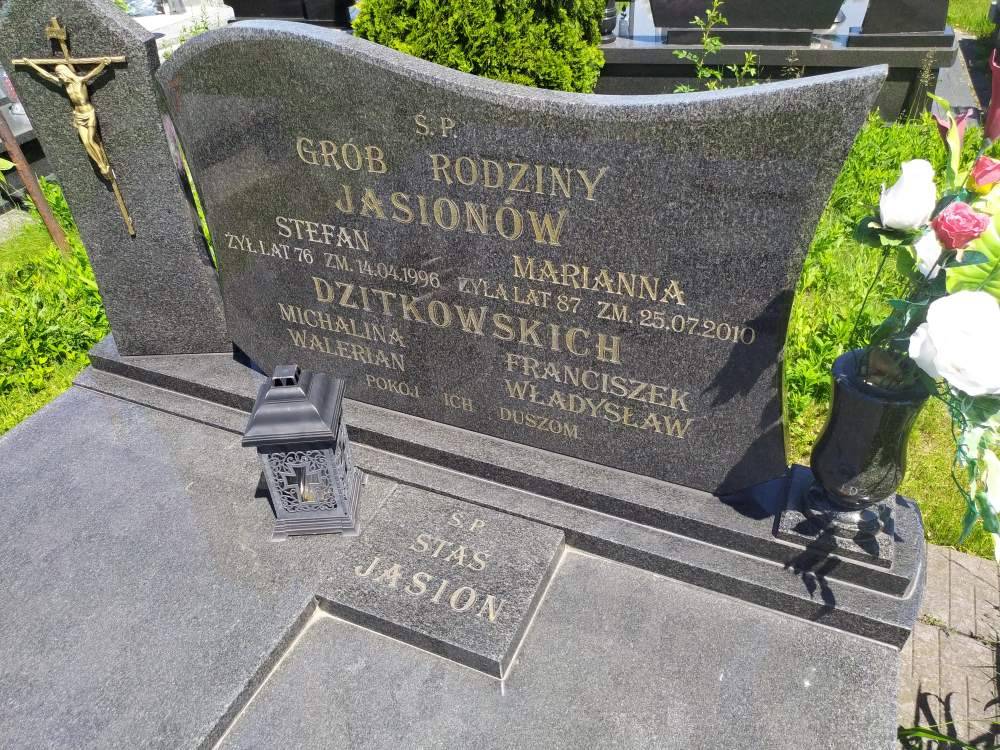 Ś. P.
GRÓB RODZINY
JASIONÓW
STEFAN MARIANNA
ŻYŁ LAT 76 ZM. 14.04.1996 ŻYŁA LAT 87 ZM. 25.07.2010
DZITKOWSKICH
MICHALINA FRANCISZEK
WALERIAN WŁADYSŁAW
POKÓJ ICH DUSZOM
Ś. P.
STAŚ
JASION